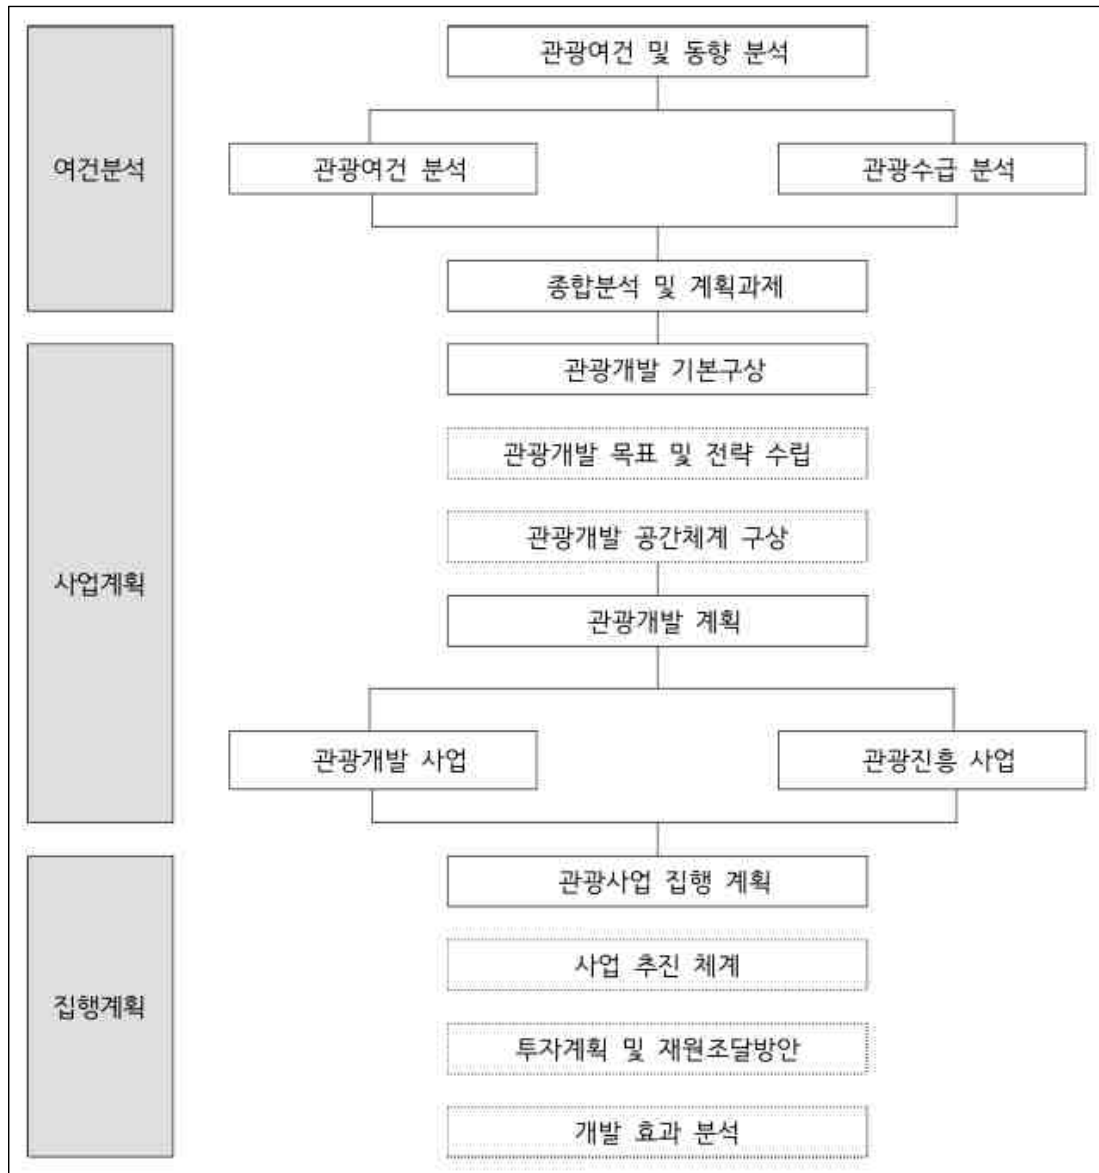 여건분석
관광여건 및 동향 분석
관광여건 분석
관광수급 분석
종합분석 및 계획과제
사업계획
관광개발 기본구상
관광개발 목표 및 전략 수립
관광개발 공간체계 구상
관광개발 계획
관광개발 사업
관광진흥 사업
집행계획
관광사업 집행 계획
사업 추진 체계
투자계획 및 재원조달방안
개발 효과 분석